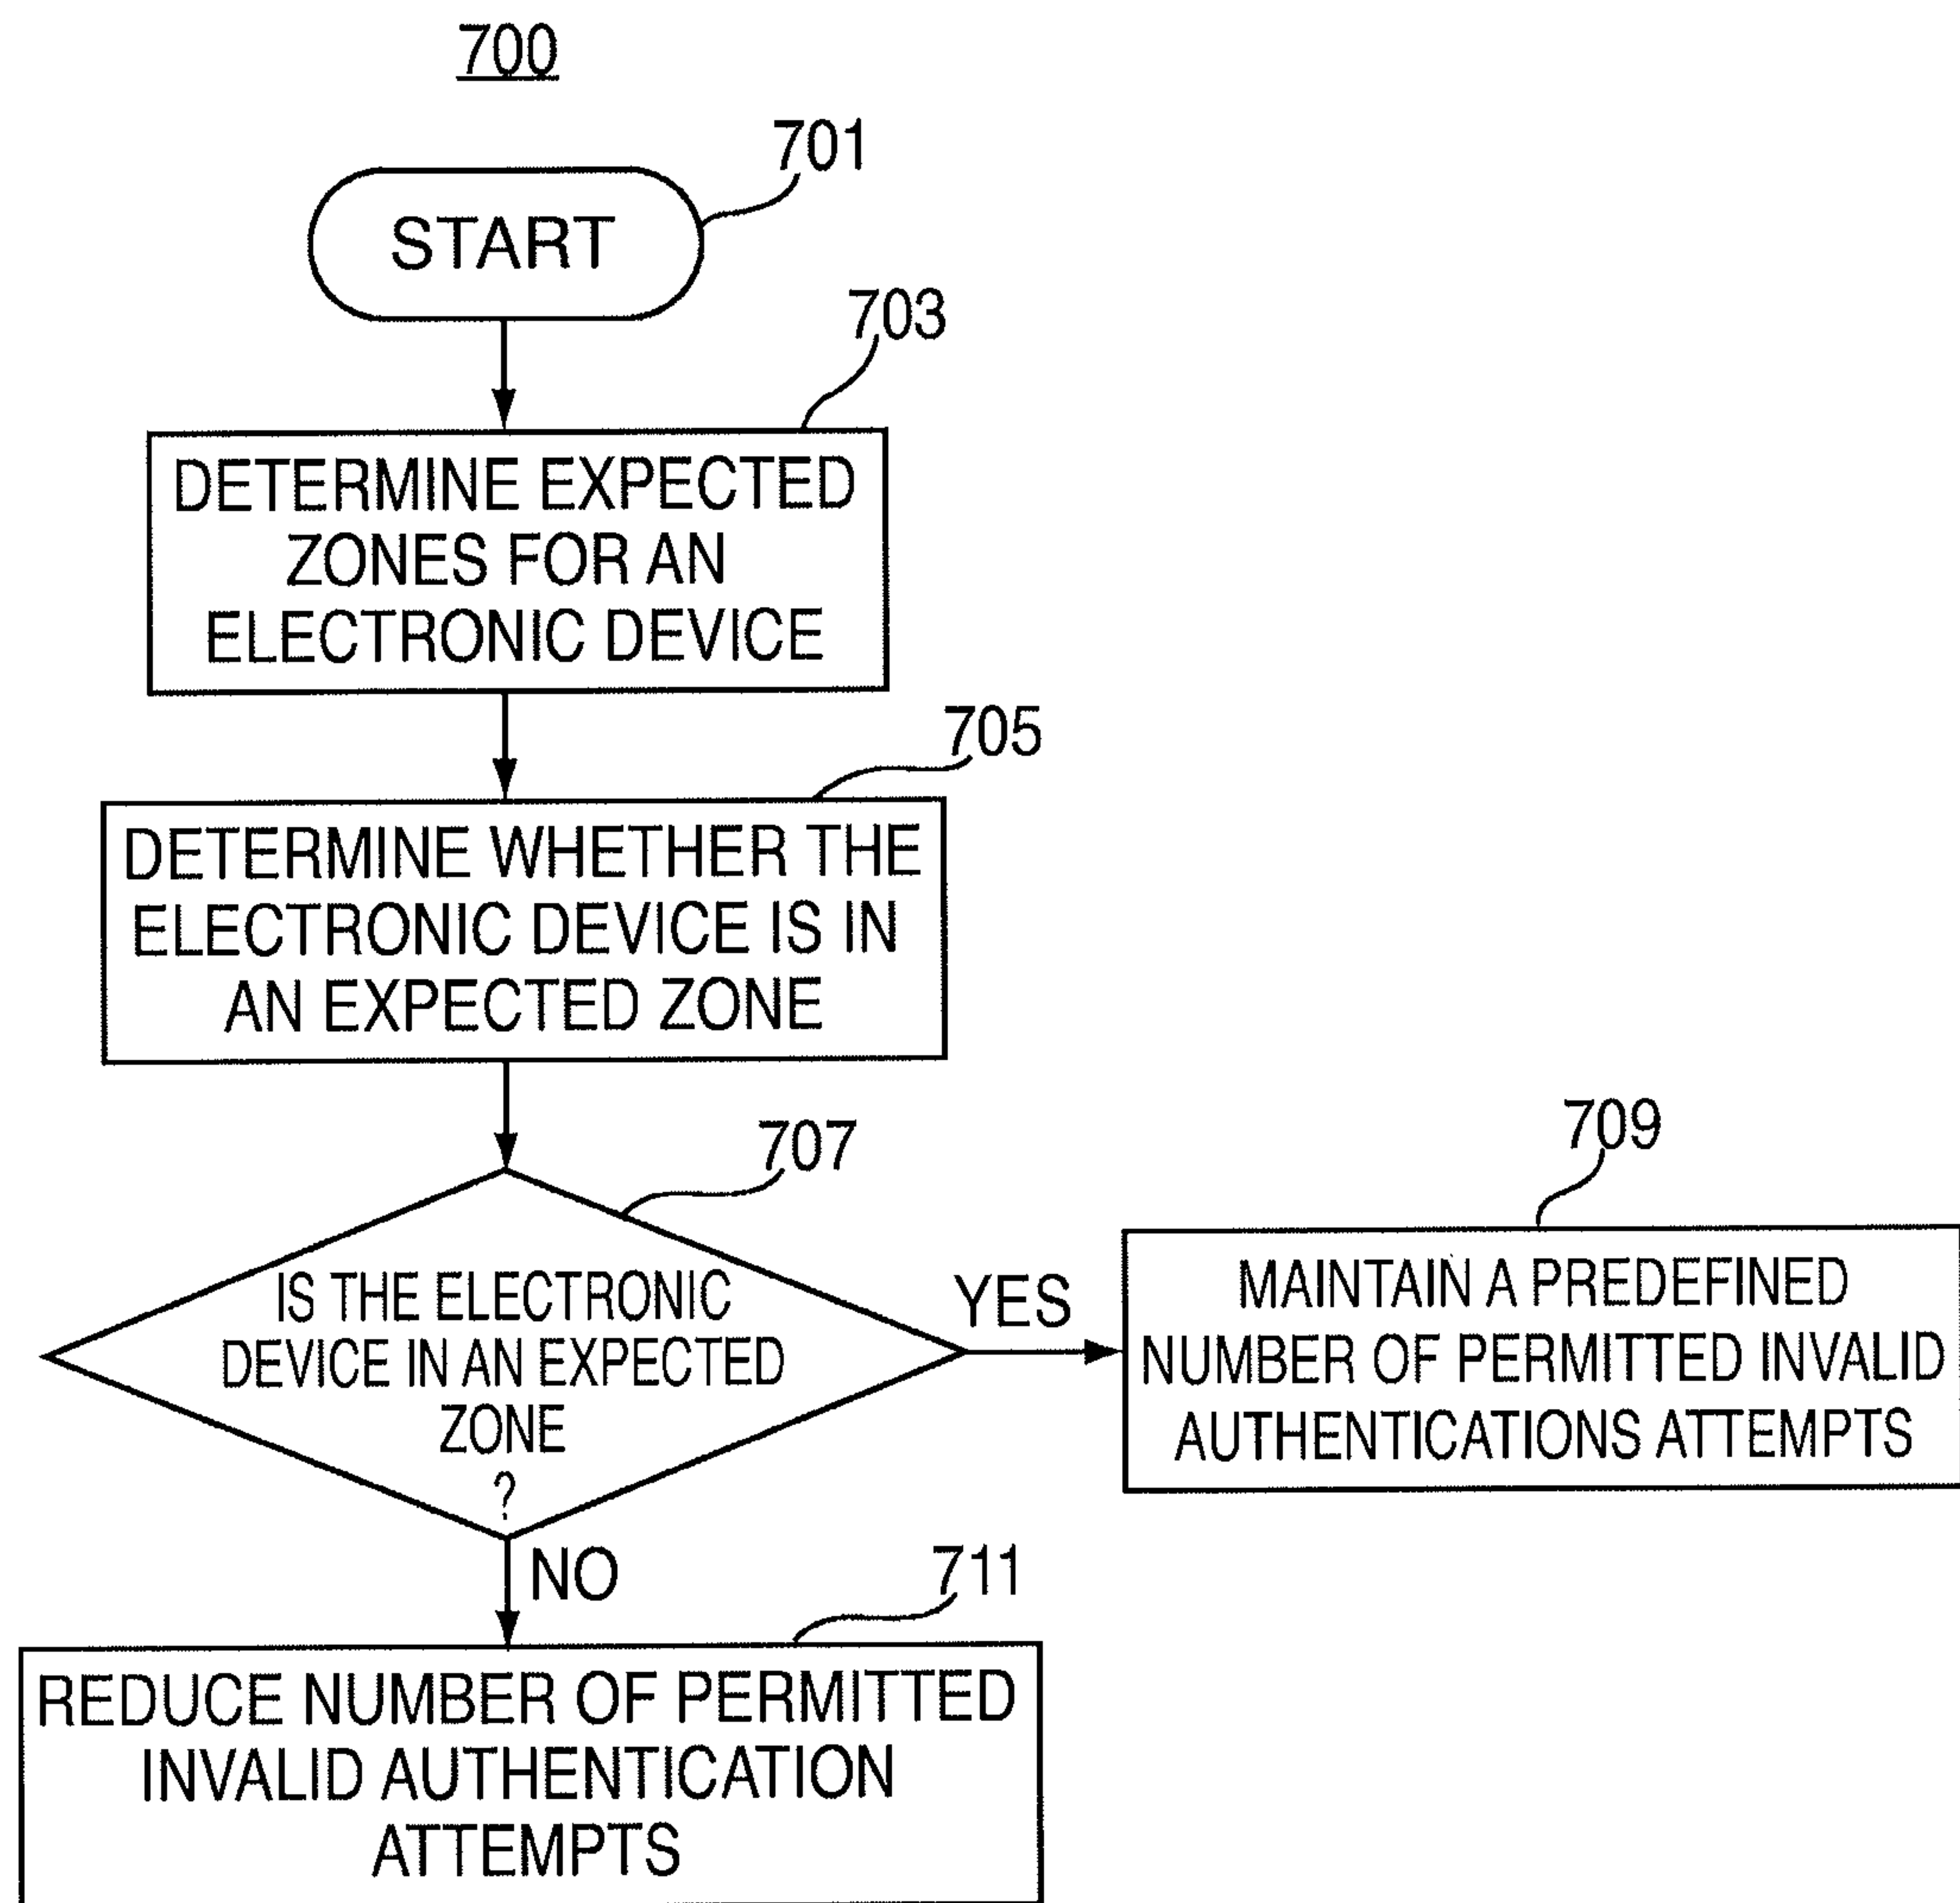 700
701
START
703
DETERMINE EXPECTED
ZONES FOR AN
ELECTRONIC DEVICE
705
DETERMINE WHETHER THE
ELECTRONIC DEVICE IS IN
AN EXPECTED ZONE
707
IS THE ELECTRONIC
DEVICE IN AN EXPECTED
ZONE
?
YES
709
MAINTAIN A PREDEFINED
NUMBER OF PERMITTED INVALID
AUTHENTICATIONS ATTEMPTS
NO
711
REDUCE NUMBER OF PERMITTED
INVALID AUTHENTICATION
ATTEMPTS